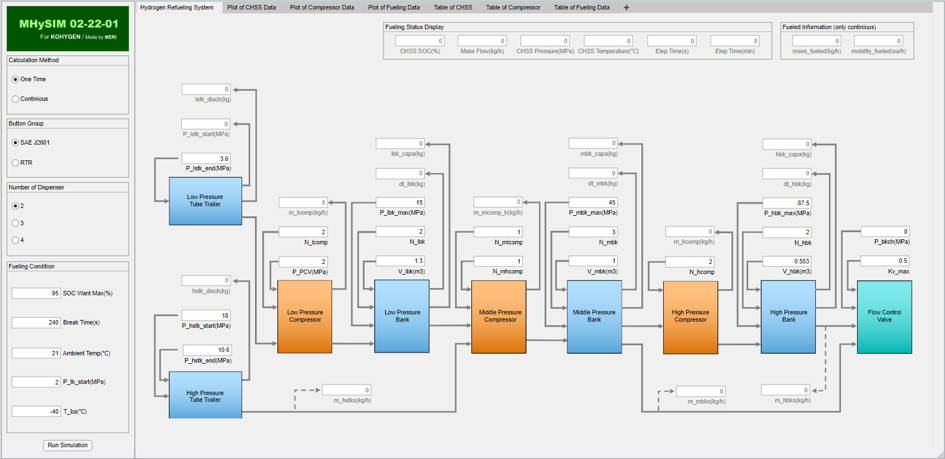 MHySIM 02-22-01
For KOHYGEN / Made by MERI
Calculation Method
One Time
Continious
Button Group
SAE J2601
RTR
Number of Dispenser
2
3
4
Fueling Condition
95 SOC Want Max(%)
240 Break Time(s)
21 Ambient Temp(°C)
2 P_tk_start(MPa)
-40 T_ba(°C)
Run Simulation
Hydrogen Refueling System Plot of CHSS Data Plot of Compressor Data Plot of Fueling Data Table of CHSS Table of Compressor Table of Fueling Data +
Fueling Status Display
0 0 0 0 0 0
CHSS SOC(%) Mass Flow(kg/h) CHSS Pressure(MPa) CHSS Temperature(°C) Elep Time(s) Elep Time(min)
Fueled Information (only continious)
0 0
mass_fueled(kg/h) mobility_fueled(ea/h)
0
lstk_disch(kg)
0
P_lstk_start(MPa)
3.6
P_lstk_end(MPa)
Low Pressure
Tube Trailer
0
hstk_disch(kg)
18
P_hstk_start(MPa)
10.6
P_hstk_end(MPa)
High Pressure
Tube Trailer
0
m_hstko(kg/h)
0
m_lcomp(kg/h)
2
N_lcomp
2
P_PCV(MPa)
Low Pressure
Compressor
0
lbk_capa(kg)
0
dt_lbk(kg)
15
P_lbk_max(MPa)
2
N_lbk
1.3
V_lbk(m3)
Low Pressure
Bank
0
m_mcomp_h(kg/h)
1
N_mlcomp
1
N_mhcomp
Middle Pressure
Compressor
0
mbk_capa(kg)
0
dt_mbk(kg)
45
P_mbk_max(MPa)
3
N_mbk
1
V_mbk(m3)
Middle Pressure
Bank
0
m_mbko(kg/h)
0
m_hcomp(kg/h)
2
N_hcomp
High Pressure
Compressor
0
hbk_capa(kg)
0
dt_hbk(kg)
87.5
P_hbk_max(MPa)
2
N_hbk
0.553
V_hbk(m3)
High Pressure
Bank
0
m_hbko(kg/h)
0
P_bkch(MPa)
0.5
Kv_max
Flow Control
Valve